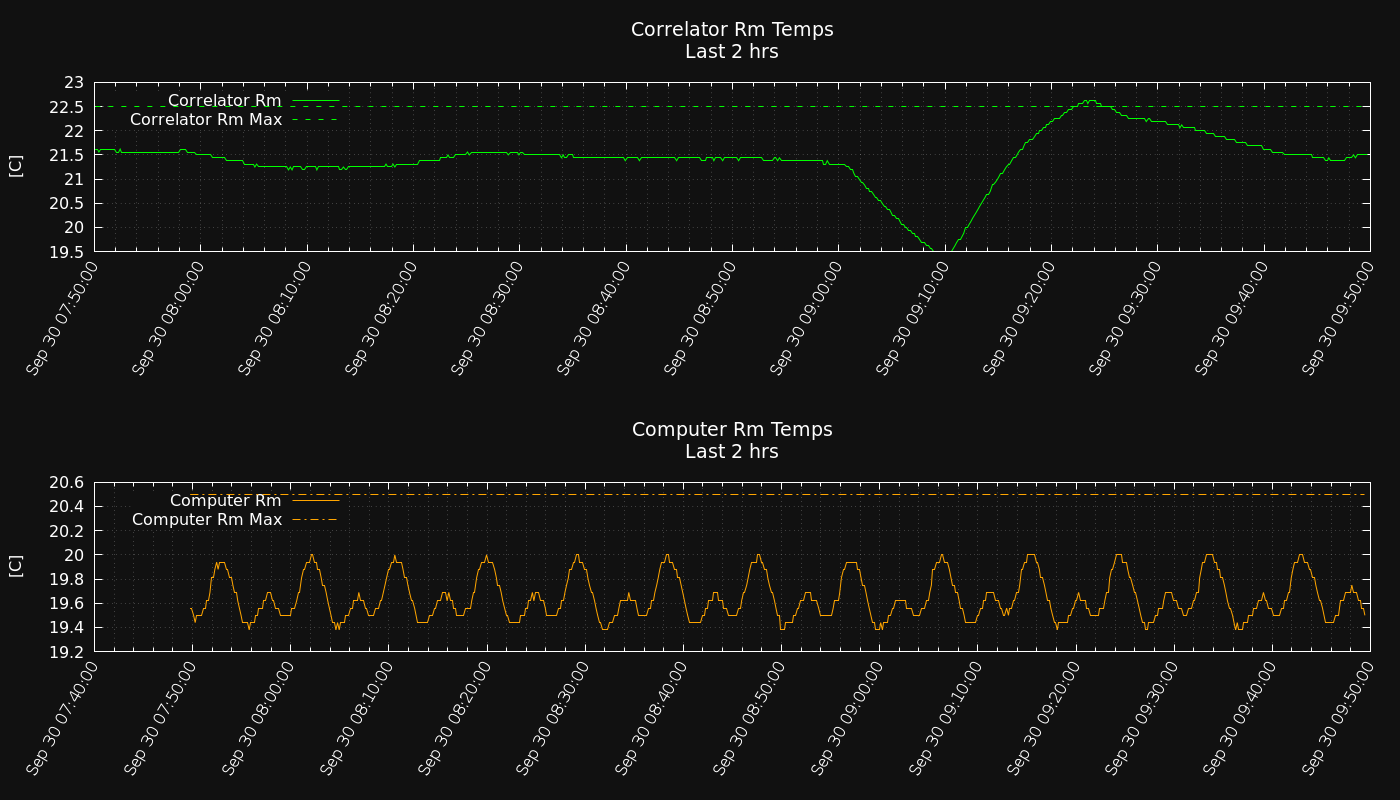 Correlator Rm Temps
Last 2 hrs
23
22.5
22
21.5
21
20.5
20
19.5
[C]
Correlator Rm
Correlator Rm Max
Sep 30 07:50:00
Sep 30 08:00:00
Sep 30 08:10:00
Sep 30 08:20:00
Sep 30 08:30:00
Sep 30 08:40:00
Sep 30 08:50:00
Sep 30 09:00:00
Sep 30 09:10:00
Sep 30 09:20:00
Sep 30 09:30:00
Sep 30 09:40:00
Sep 30 09:50:00
Computer Rm Temps
Last 2 hrs
20.6
20.4
20.2
20
19.8
19.6
19.4
19.2
[C]
Computer Rm
Computer Rm Max
Sep 30 07:40:00
Sep 30 07:50:00
Sep 30 08:00:00
Sep 30 08:10:00
Sep 30 08:20:00
Sep 30 08:30:00
Sep 30 08:40:00
Sep 30 08:50:00
Sep 30 09:00:00
Sep 30 09:10:00
Sep 30 09:20:00
Sep 30 09:30:00
Sep 30 09:40:00
Sep 30 09:50:00